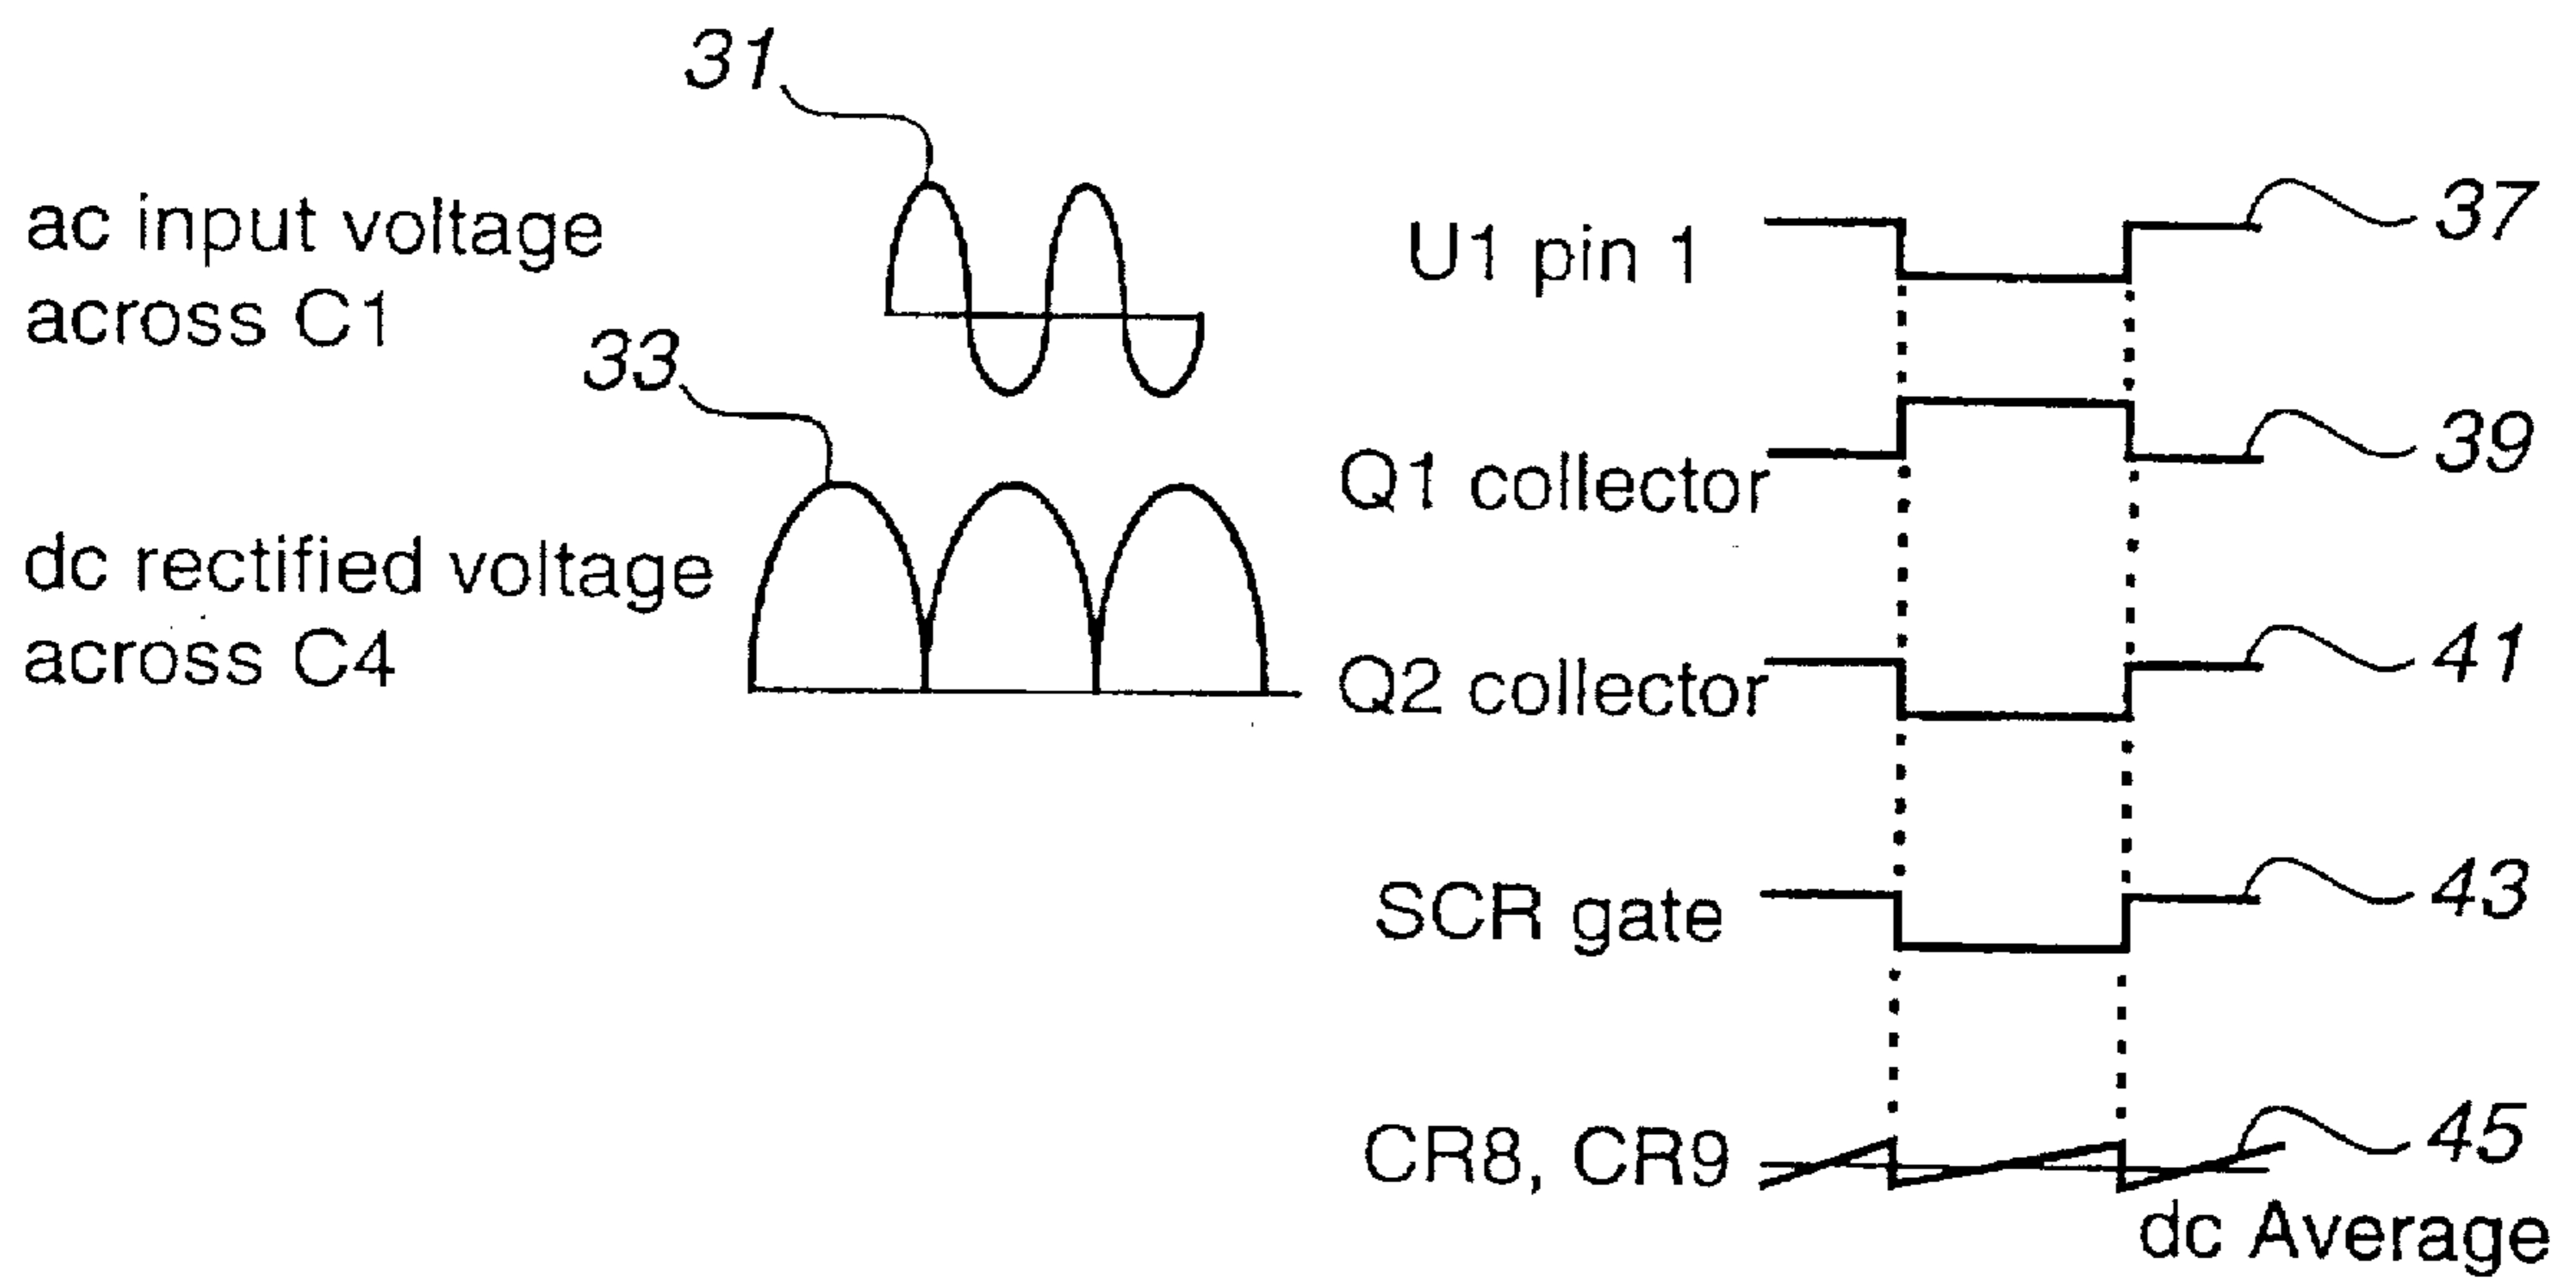 31
ac input voltage
across C1
33
dc rectified voltage
across C4
U1 pin 1
37
Q1 collector
39
Q2 collector
41
SCR gate
43
CR8, CR9
45
dc Average